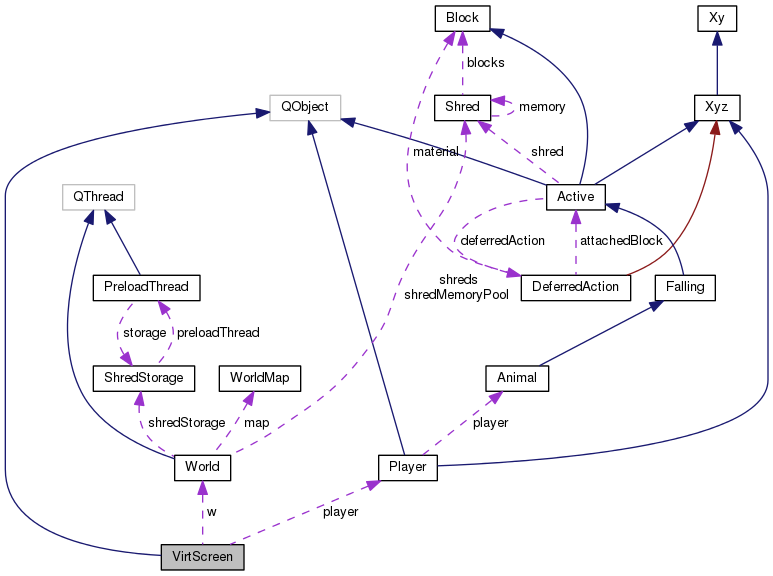 Block
Xy
blocks
QObject
Shred
memory
Xyz
material
shred
QThread
Active
deferredAction
attachedBlock
PreloadThread
shreds
shredMemoryPool
DeferredAction
Falling
storage
preloadThread
ShredStorage
WorldMap
Animal
shredStorage
map
player
World
Player
w
player
VirtScreen